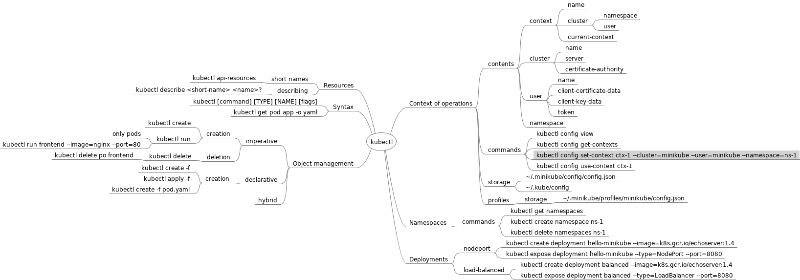 kubectl
Resources
short names
kubectl api-resources
describing
kubectl describe <short-name> <name>?
Syntax
kubectl [command] [TYPE] [NAME] [flags]
kubectl get pod app -o yaml
Object management
imperative
creation
kubectl create
kubectl run
only pods
kubectl run frontend --image=nginx --port=80
deletion
kubectl delete
kubectl delete po frontend
declarative
creation
kubectl create -f
kubectl apply -f
kubectl create -f pod.yaml
hybrid
Context of operations
contents
context
name
cluster
namespace
user
current-context
cluster
name
server
certificate-authority
user
name
client-certificate-data
client-key-data
token
namespace
commands
kubectl config view
kubectl config get-contexts
kubectl config set-context ctx-1 --cluster=minikube --user=minikube --namespace=ns-1
kubectl config use-context ctx-1
storage
~/.minikube/config/config.json
~/.kube/config
profiles
storage
~/.minikube/profiles/minikube/config.json
Namespaces
commands
kubectl get namespaces
kubectl create namespace ns-1
kubectl delete namespaces ns-1
Deployments
nodeport
kubectl create deployment hello-minikube --image=k8s.gcr.io/echoserver:1.4
kubectl expose deployment hello-minikube --type=NodePort --port=8080
load-balanced
kubectl create deployment balanced --image=k8s.gcr.io/echoserver:1.4
kubectl expose deployment balanced --type=LoadBalancer --port=8080